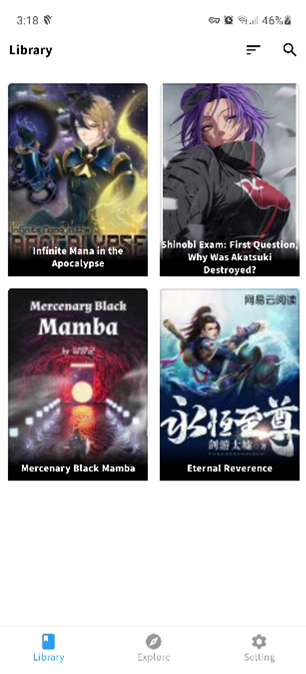 3:18
46%
Library
Infinite Mana in the
APOCALYPSE
Infinite Mana in the
Apocalypse
Shinobi Exam: First Question,
Why Was Akatsuki
Destroyed?
Mercenary Black
Mamba
by
Mercenary Black Mamba
网易云阅读
永恒至尊
剑游太虚
Eternal Reverence
Library
Explore
Setting